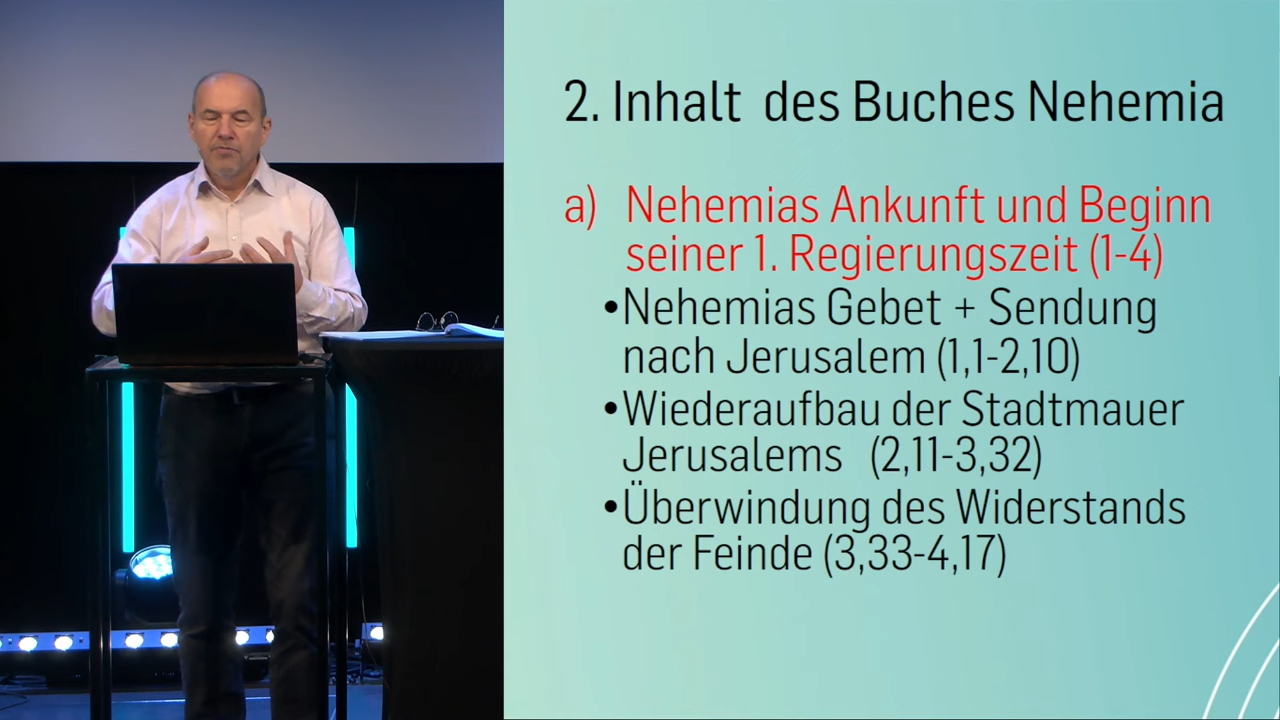 2. Inhalt des Buches Nehemia
a) Nehemias Ankunft und Beginn
seiner 1. Regierungszeit (1-4)
•Nehemias Gebet + Sendung
nach Jerusalem (1,1-2,10)
•Wiederaufbau der Stadtmauer
Jerusalems (2,11-3,32)
•Überwindung des Widerstands
der Feinde (3,33-4,17)